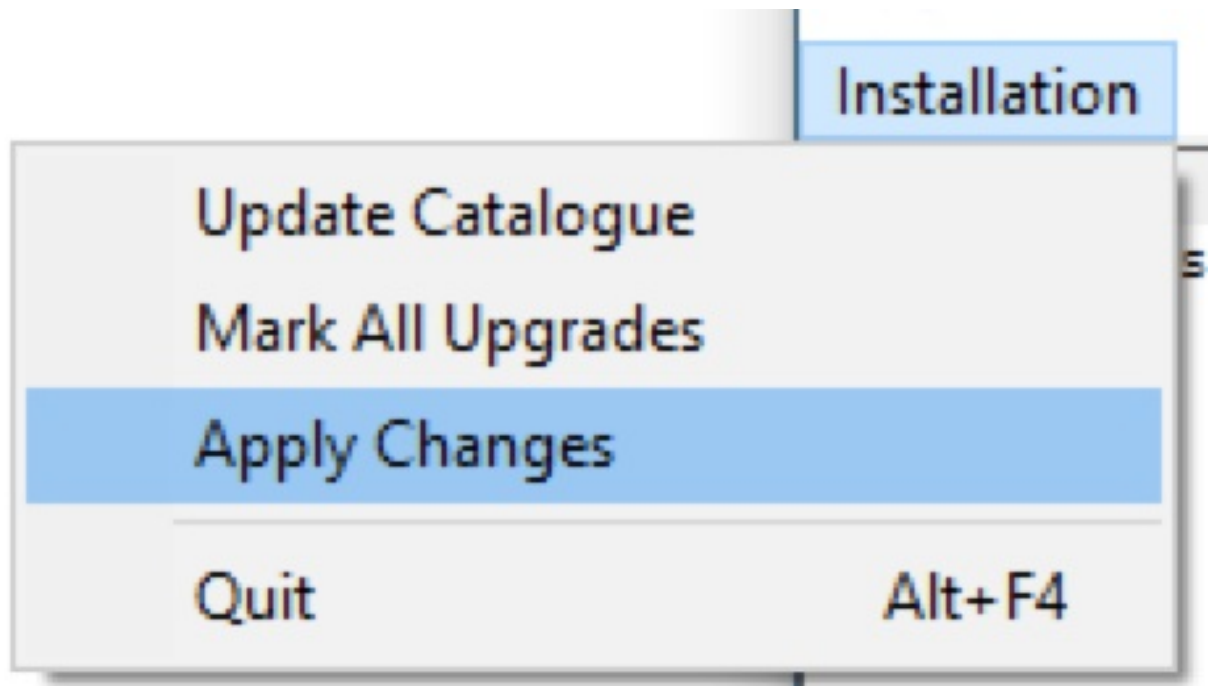 Installation
Update Catalogue
Mark All Upgrades
Apply Changes
Quit Alt+F4
s